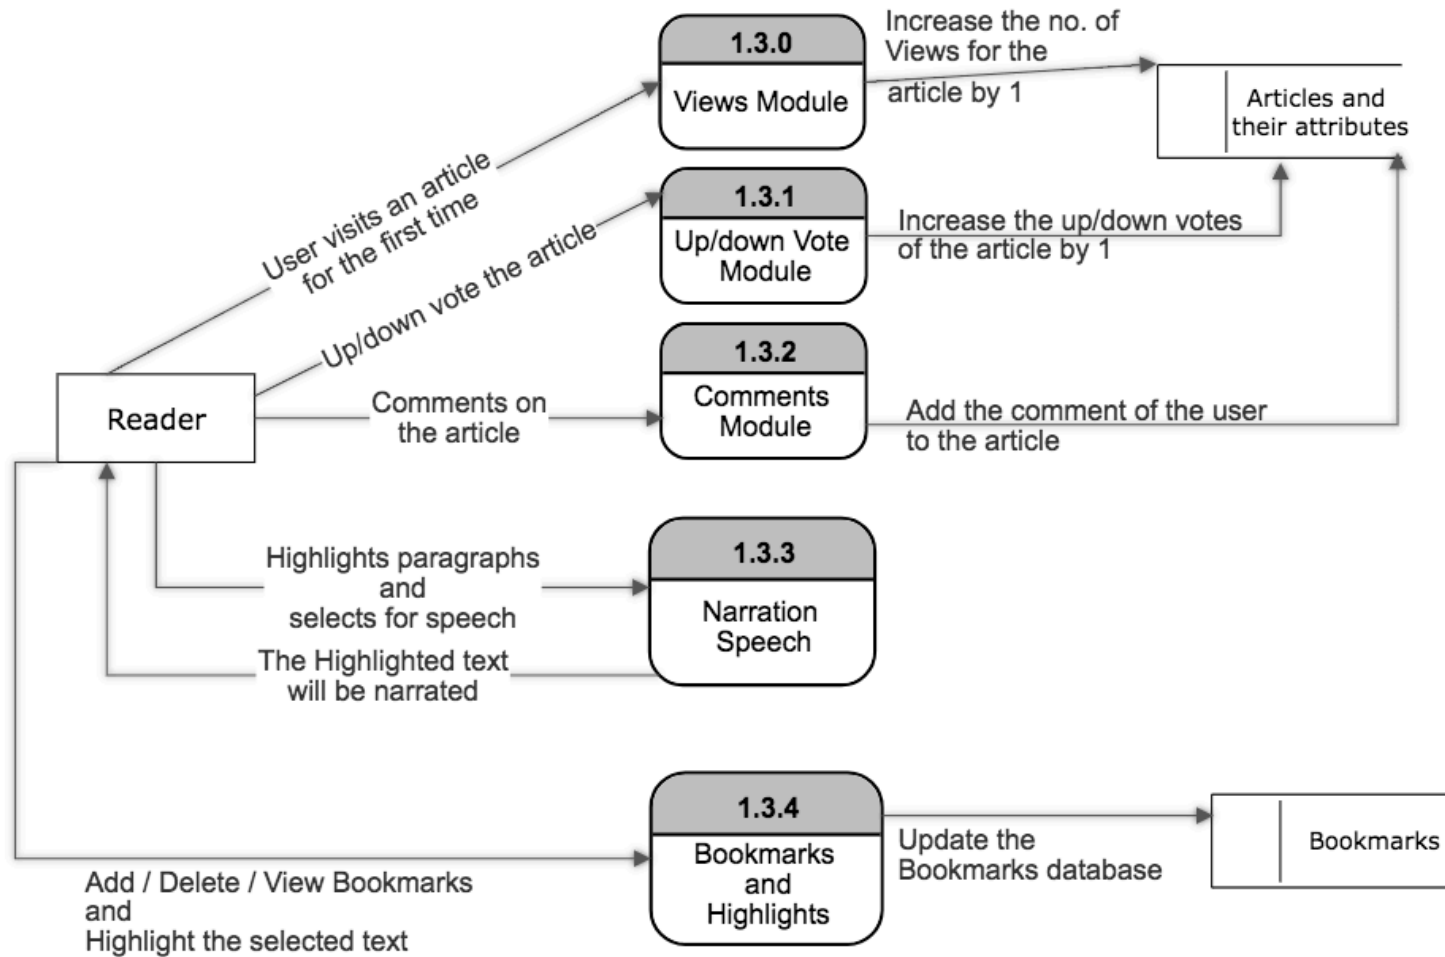 1.3.0
Views Module
Increase the no. of
Views for the
article by 1
Articles and
their attributes
User visits an article
for the first time
1.3.1
Up/down Vote
Module
Up/down vote the article
Increase the up/down votes
of the article by 1
1.3.2
Comments
Module
Reader
Comments on
the article
Add the comment of the user
to the article
1.3.3
Narration
Speech
Highlights paragraphs
and
selects for speech
The Highlighted text
will be narrated
1.3.4
Bookmarks
and
Highlights
Update the
Bookmarks database
Bookmarks
Add / Delete / View Bookmarks
and
Highlight the selected text